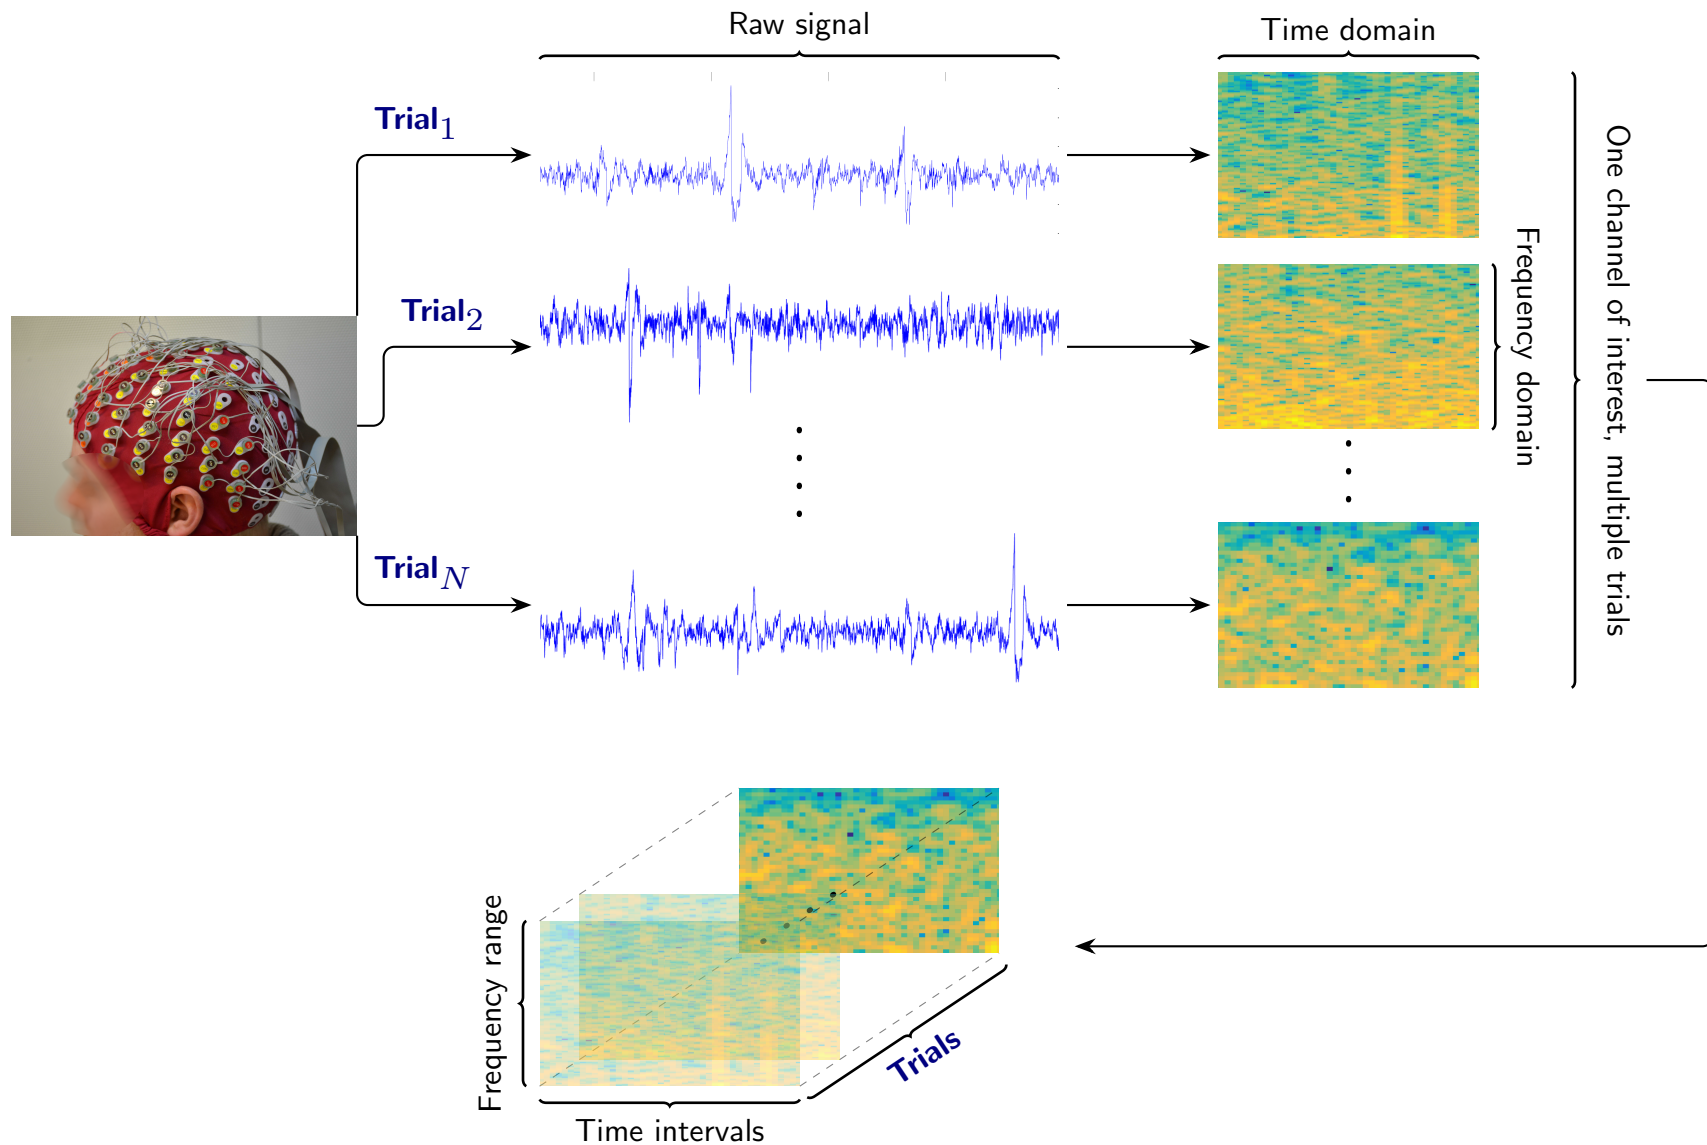 Raw signal
Time domain
Trial1
Trial2
TrialN
Frequency domain
One channel of interest, multiple trials
Frequency range
Time intervals
Trials